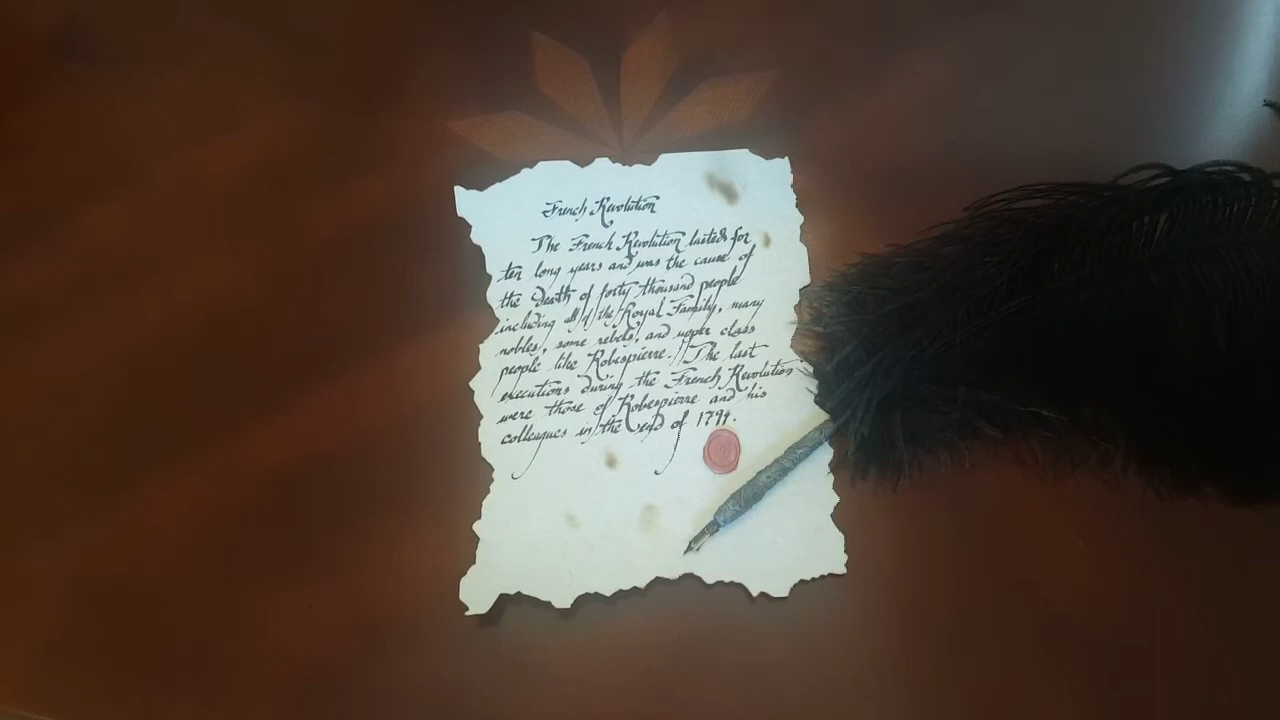 French Revolution
The French Revolution lasted for
ten long years and was the cause of
the death of forty thousand people
including all of the Royal Family, many
nobles, some rebels, and upper class
people like Robespierre. The last
executions during the French Revolution
were those of Robespierre and his
colleagues in the end of 1794.